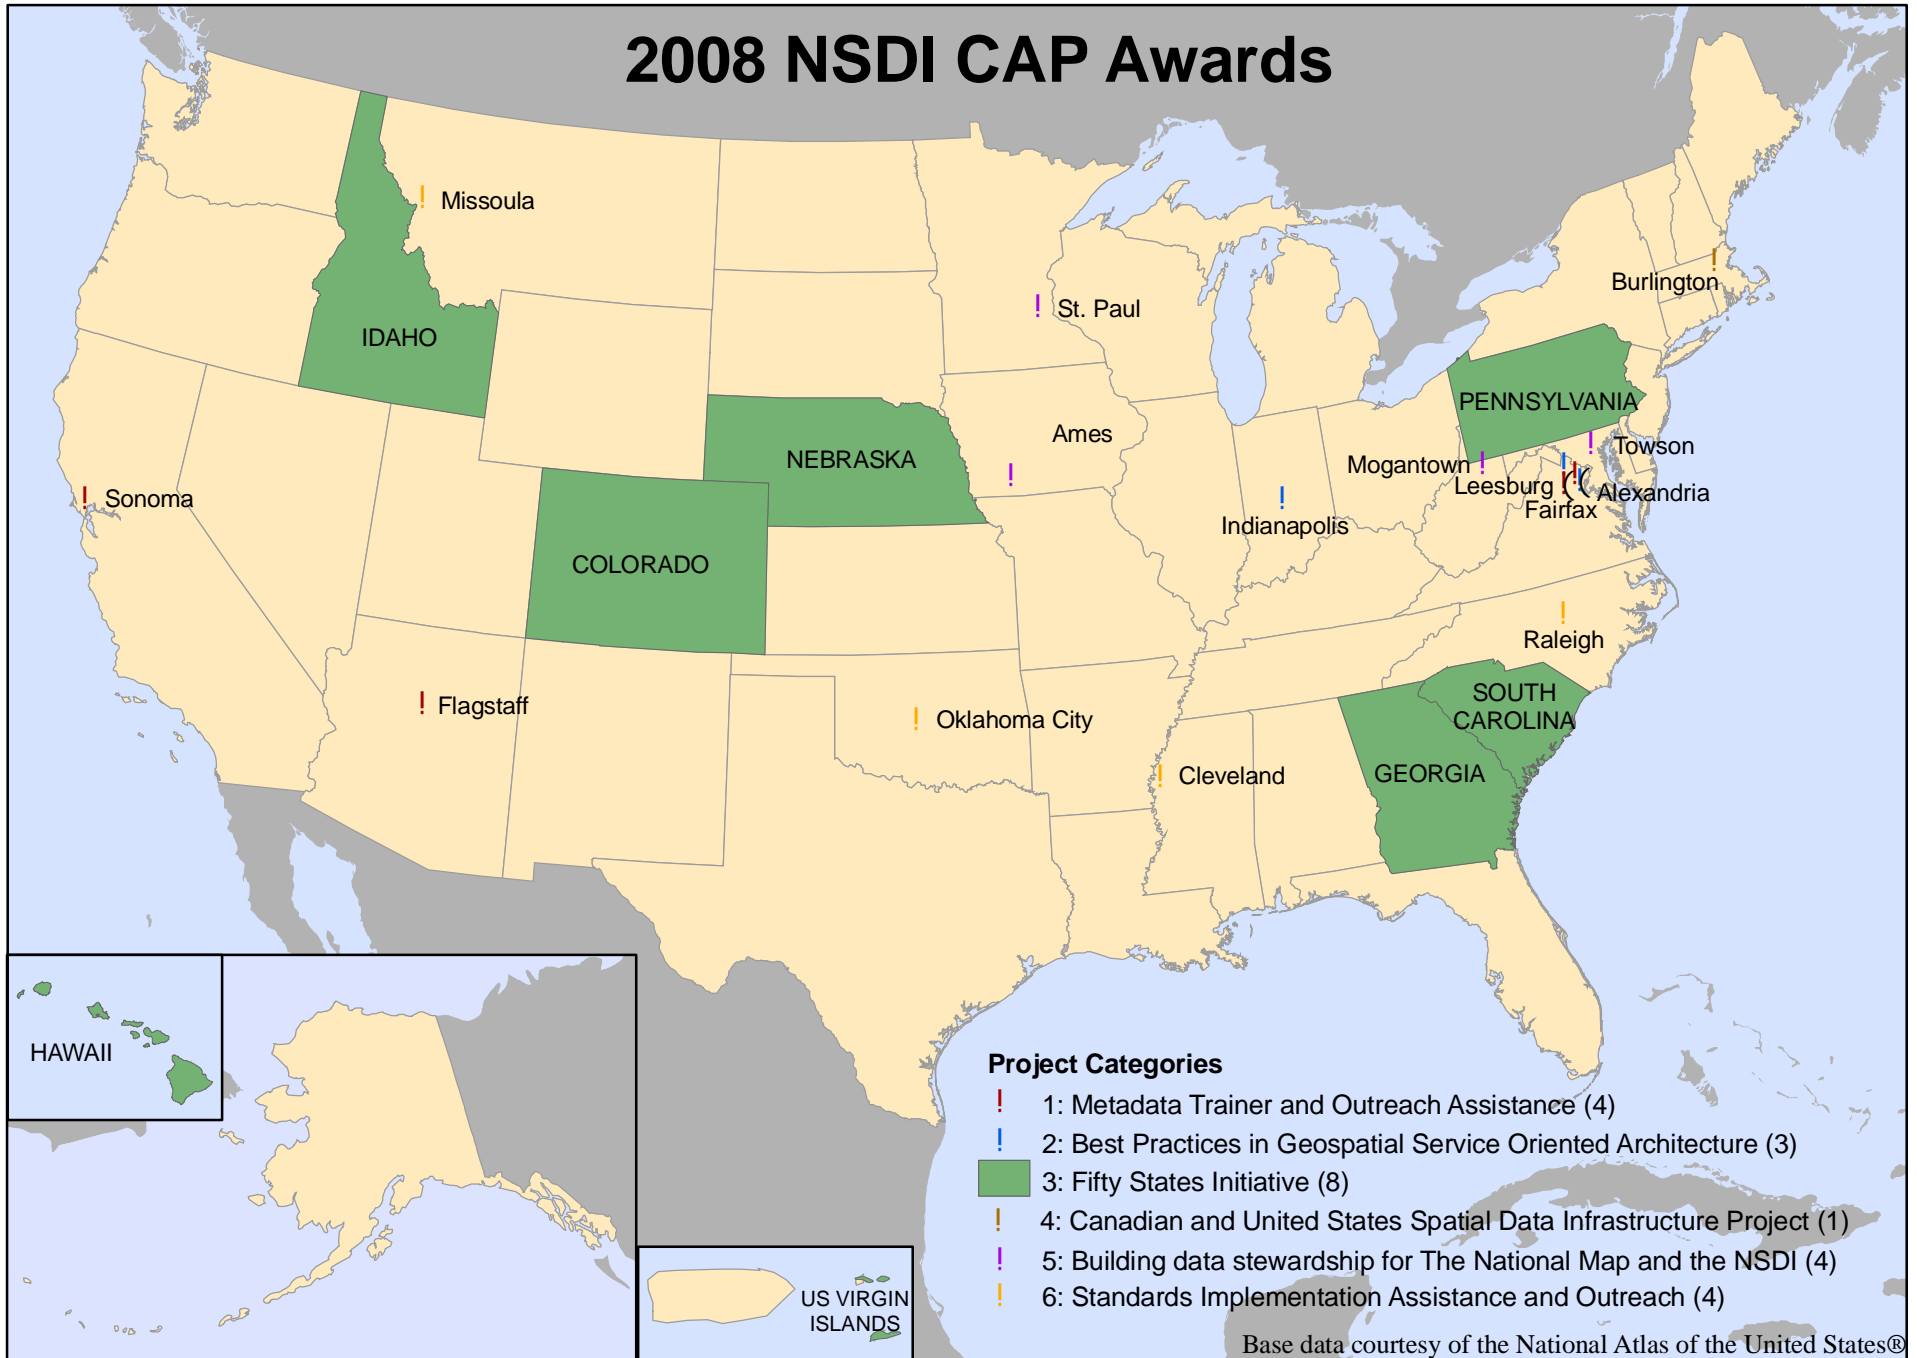 2008 NSDI CAP Awards
Missoula
Burlington
St. Paul
IDAHO
PENNSYLVANIA
Ames
Towson
NEBRASKA
Mogantown
Leesburg
Alexandria
Sonoma
Fairfax
Indianapolis
COLORADO
Raleigh
SOUTH
CAROLINA
Flagstaff
Oklahoma City
Cleveland
GEORGIA
HAWAII
Project Categories
1: Metadata Trainer and Outreach Assistance (4)
2: Best Practices in Geospatial Service Oriented Architecture (3)
3: Fifty States Initiative (8)
4: Canadian and United States Spatial Data Infrastructure Project (1)
5: Building data stewardship for The National Map and the NSDI (4)
6: Standards Implementation Assistance and Outreach (4)
US VIRGIN
ISLANDS
Base data courtesy of the National Atlas of the United States®